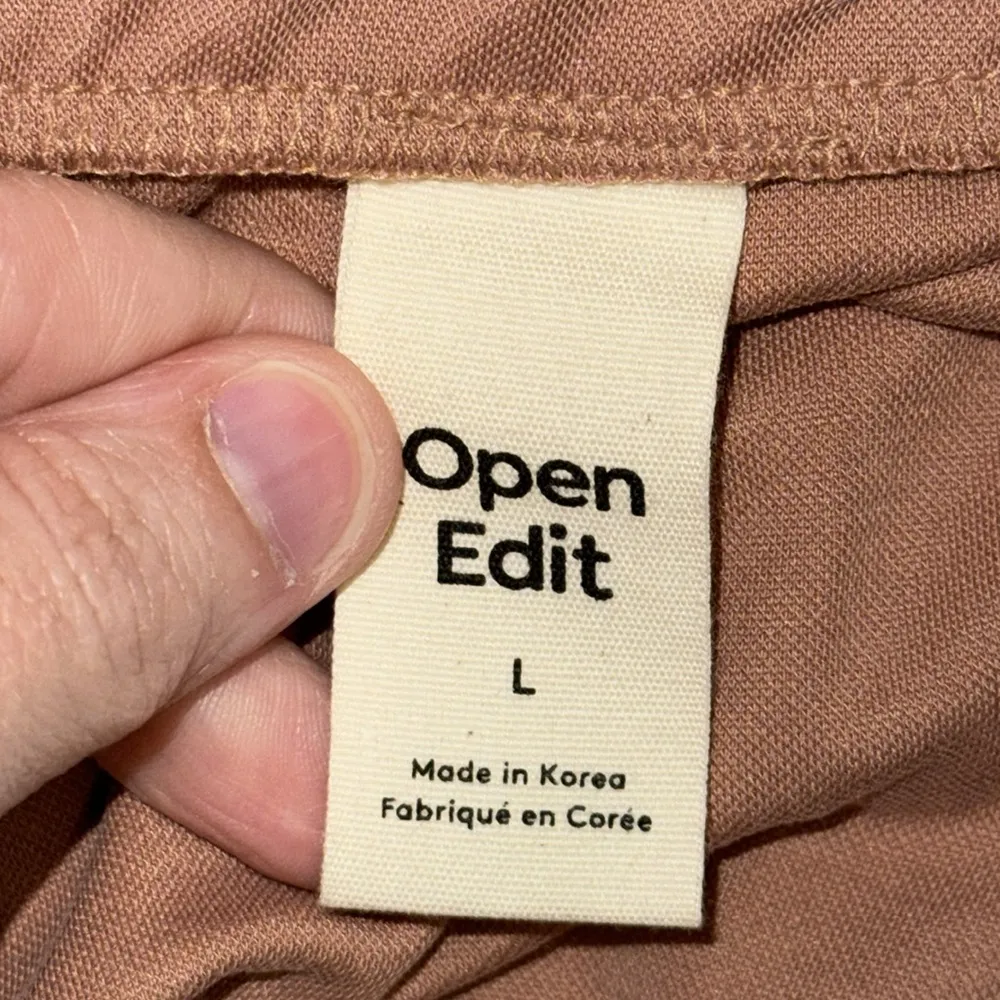 Open
Edit
L
Made in Korea
Fabriqué en Corée